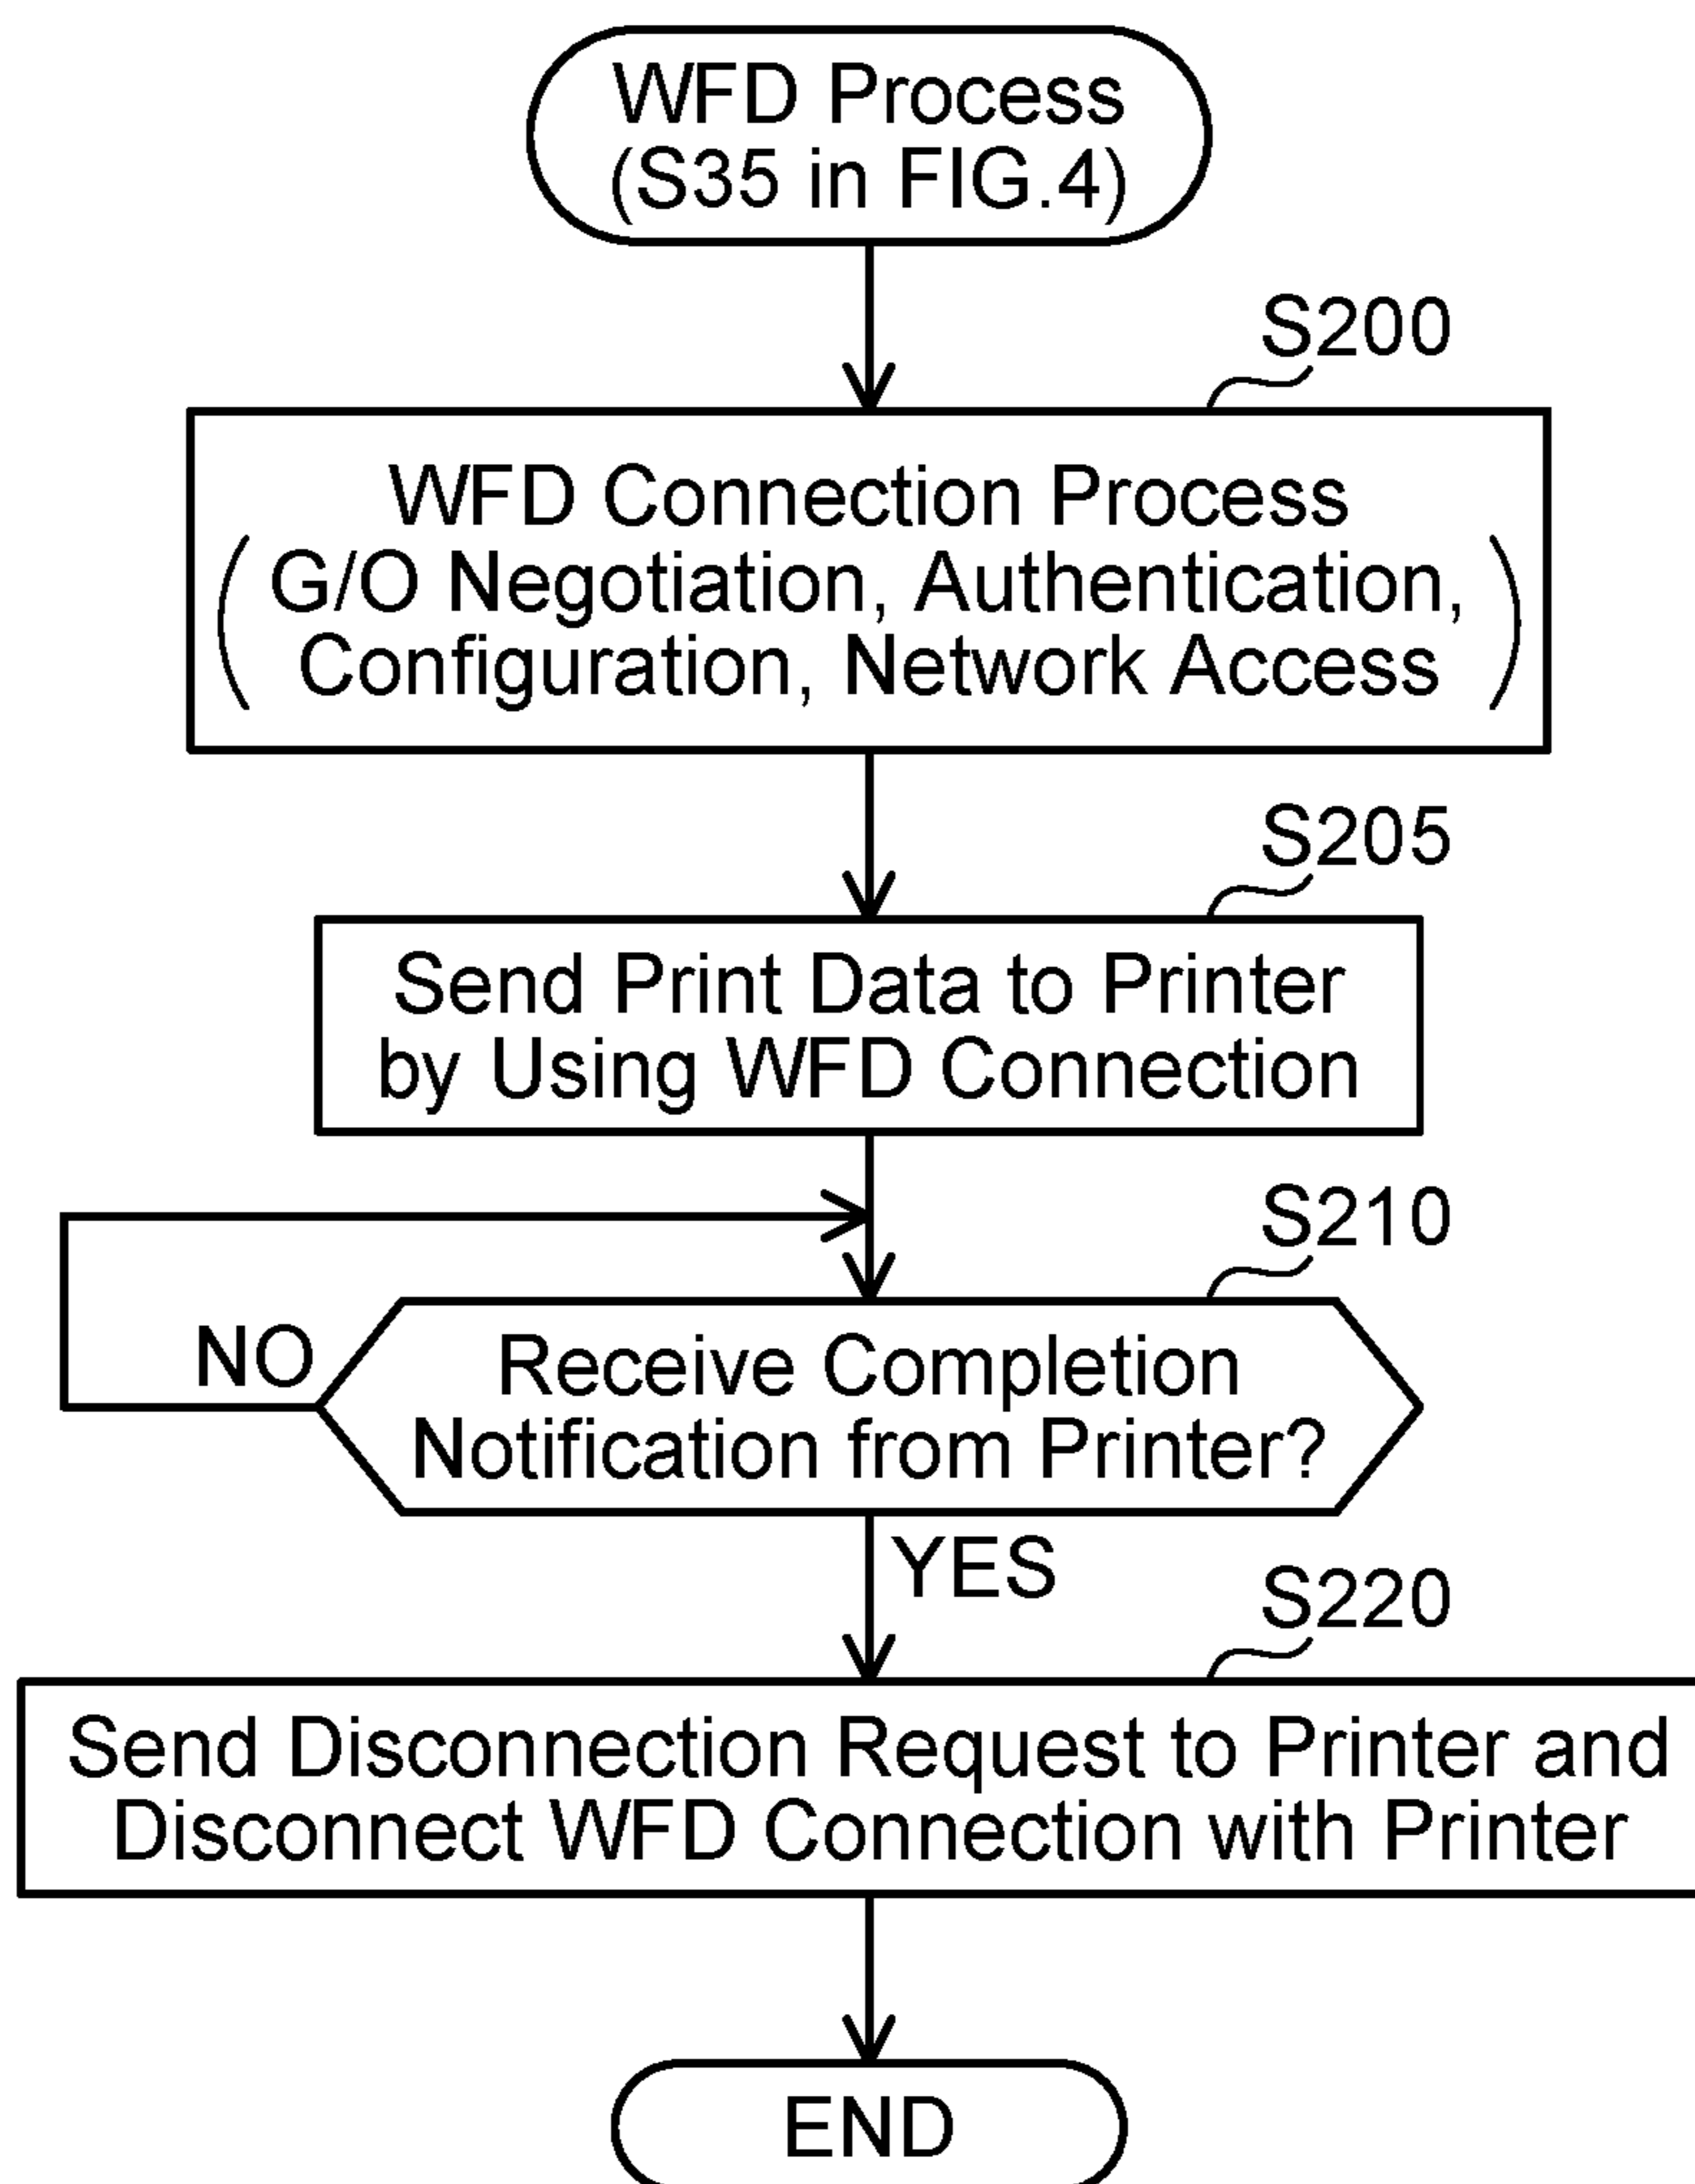 WFD Process
(S35 in FIG.4)
S200
WFD Connection Process
(G/O Negotiation, Authentication,
Configuration, Network Access)
S205
Send Print Data to Printer
by Using WFD Connection
S210
NO
Receive Completion
Notification from Printer?
YES
S220
Send Disconnection Request to Printer and
Disconnect WFD Connection with Printer
END